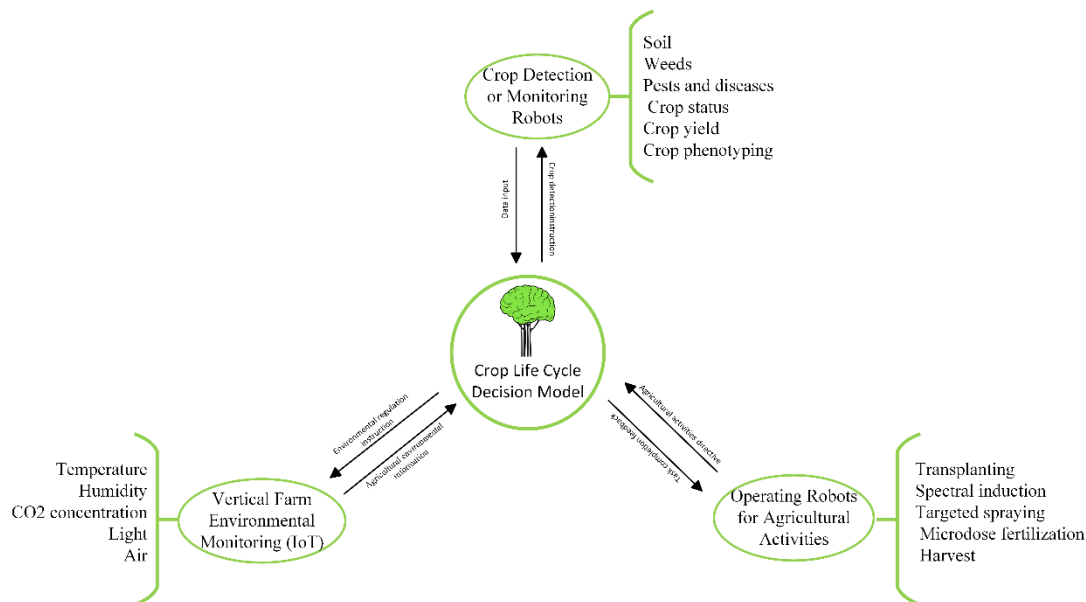 Crop Detection
or Monitoring
Robots
Soil
Weeds
Pests and diseases
Crop status
Crop yield
Crop phenotyping
Data input
Crop detectioninstruction
Crop Life Cycle
Decision Model
Environmental regulation
instruction
Agricultural environmental
information
Agricultural activities directive
Task completion feedback
Temperature
Humidity
CO2 concentration
Light
Air
Vertical Farm
Environmental
Monitoring (IoT)
Operating Robots
for Agricultural
Activities
Transplanting
Spectral induction
Targeted spraying
Microdose fertilization
Harvest